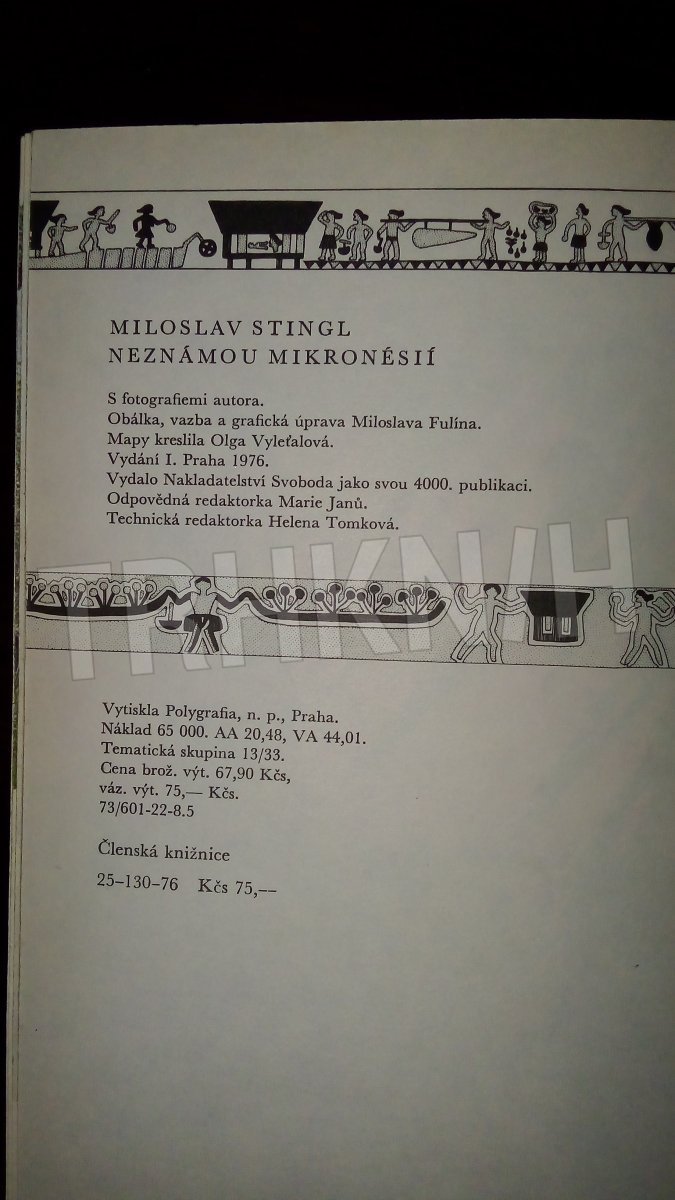 MILOSLAV STINGL
NEZNÁMOU MIKRONÉSIÍ
S fotografiemi autora.
Obálka, vazba a grafická úprava Miloslava Fulína.
Mapy kreslila Olga Vyleťalová.
Vydání I. Praha 1976.
Vydalo Nakladatelství Svoboda jako svou 4000. publikaci.
Odpovědná redaktorka Marie Janů.
Technická redaktorka Helena Tomková.
TRHKNIH
Vytiskla Polygrafia, n. p., Praha.
Náklad 65 000. AA 20,48, VA 44,01.
Tematická skupina 13/33.
Cena brož. výt. 67,90 Kčs,
váz. výt. 75,— Kčs.
73/601-22-8.5
Členská knižnice
25–130–76 Kčs 75,—